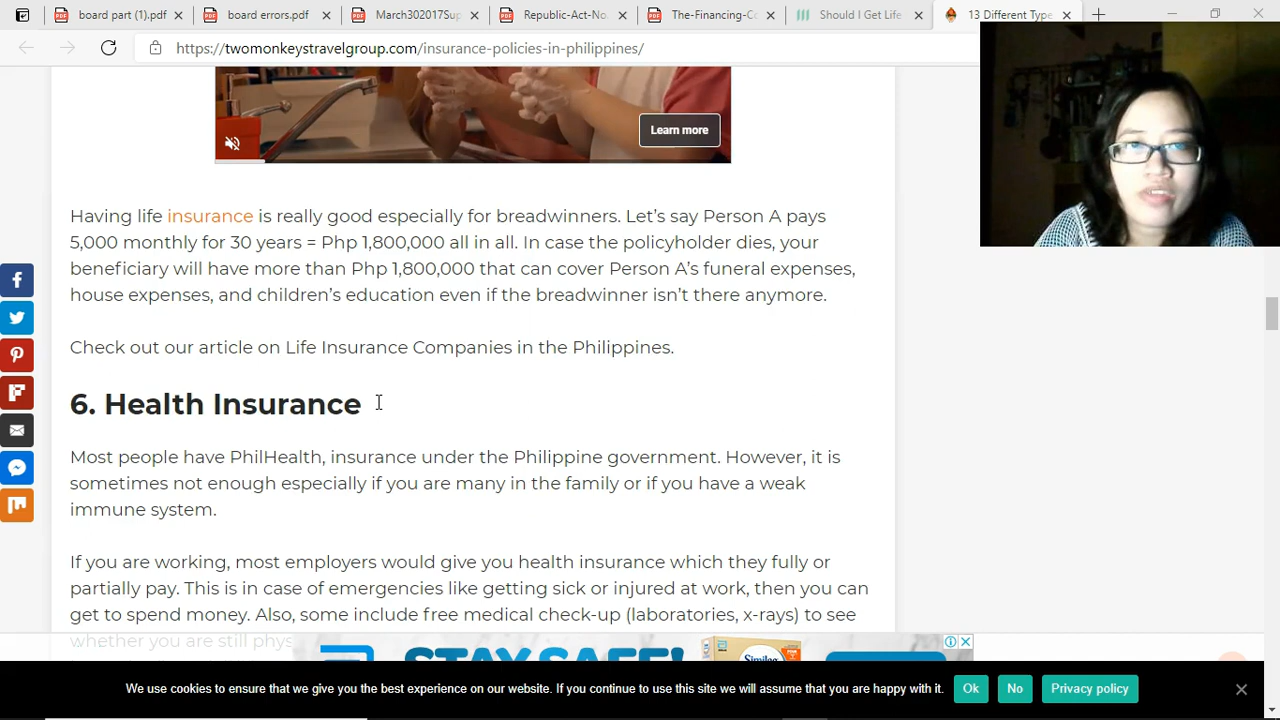 board part (1).pdf
board errors.pdf
March302017Sup
Republic-Act-No.
The-Financing-Co
Should I Get Life
13 Different Type
https://twomonkeystravelgroup.com/insurance-policies-in-philippines/
Learn more
Having life insurance is really good especially for breadwinners. Let's say Person A pays
5,000 monthly for 30 years = Php 1,800,000 all in all. In case the policyholder dies, your
beneficiary will have more than Php 1,800,000 that can cover Person A's funeral expenses,
house expenses, and children's education even if the breadwinner isn't there anymore.
Check out our article on Life Insurance Companies in the Philippines.
6. Health Insurance
Most people have PhilHealth, insurance under the Philippine government. However, it is
sometimes not enough especially if you are many in the family or if you have a weak
immune system.
If you are working, most employers would give you health insurance which they fully or
partially pay. This is in case of emergencies like getting sick or injured at work, then you can
get to spend money. Also, some include free medical check-up (laboratories, x-rays) to see
whether you are still phys
STAY SAFE!
Similac
We use cookies to ensure that we give you the best experience on our website. If you continue to use this site we will assume that you are happy with it.
Ok
No
Privacy policy